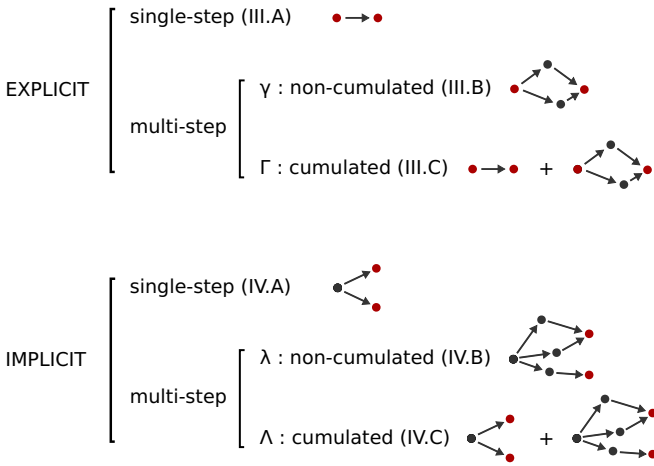 single-step (III.A)
EXPLICIT
γ : non-cumulated (III.B)
multi-step
Γ : cumulated (III.C) +
single-step (IV.A)
IMPLICIT
λ : non-cumulated (IV.B)
multi-step
Λ : cumulated (IV.C) +